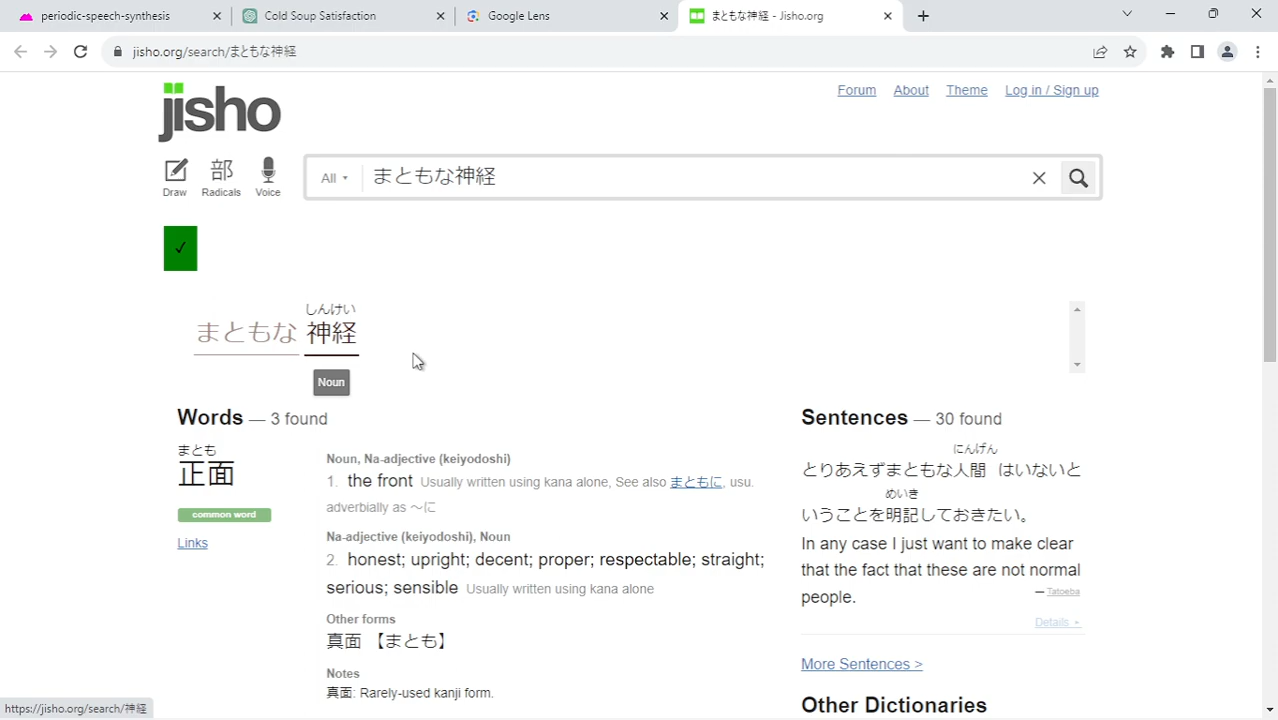 periodic-speech-synthesis
Cold Soup Satisfaction
Google Lens
まともな神経 - Jisho.org
jisho.org/search/まともな神経
jisho
Forum About Theme Log in / Sign up
Draw
部
Radicals
Voice
All
まともな神経
✓
しんけい
まともな 神経
Noun
Words — 3 found
まとも
正面
common word
Links
Noun, Na-adjective (keiyodoshi)
1. the front Usually written using kana alone, See also まともに, usu.
adverbially as 〜に
Na-adjective (keiyodoshi), Noun
2. honest; upright; decent; proper; respectable; straight;
serious; sensible Usually written using kana alone
Other forms
真面 【まとも】
Notes
真面: Rarely-used kanji form.
Sentences — 30 found
にんげん
とりあえずまともな人間 はいないと
めいき
いうことを明記しておきたい。
In any case I just want to make clear
that the fact that these are not normal
people.
— Tatoeba
Details ▸
More Sentences >
Other Dictionaries
https://jisho.org/search/神経